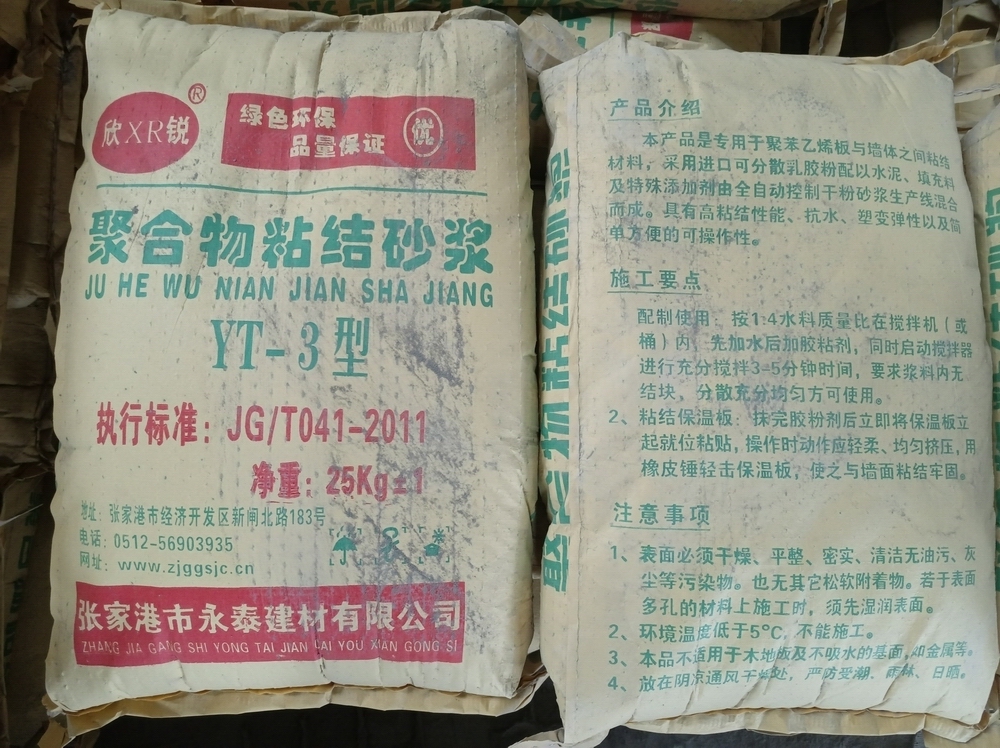 欣XR锐®
绿色环保
品量保证
优
聚合物粘结砂浆
JU HE WU NIAN JIAN SHA JIANG
YT-3型
执行标准：JG/T041-2011
净重：25Kg±1
地址：张家港市经济开发区新闸北路183号
电话：0512-56903935
网址：www.zjggsjc.cn
张家港市永泰建材有限公司
ZHANG JIA GANG SHI YONG TAI JIAN CAI YOU XIAN GONG SI
聚合物粘结砂浆
产品介绍
本产品是专用于聚苯乙烯板与墙体之间粘结
材料，采用进口可分散乳胶粉配以水泥、填充料
及特殊添加剂由全自动控制干粉砂浆生产线混合
而成。具有高粘结性能、抗水、塑变弹性以及简
单方便的可操作性。
施工要点
配制使用：按1:4水料质量比在搅拌机（或
桶）内，先加水后加胶粘剂，同时启动搅拌器
进行充分搅拌3-5分钟时间，要求浆料内无
结块，分散充分均匀方可使用。
2、粘结保温板：抹完胶粉剂后立即将保温板立
起就位粘贴，操作时动作应轻柔、均匀挤压，用
橡皮锤轻击保温板，使之与墙面粘结牢固。
注意事项
1、表面必须干燥、平整、密实、清洁无油污、灰
尘等污染物。也无其它松软附着物。若于表面
多孔的材料上施工时，须先湿润表面。
2、环境温度低于5℃，不能施工。
3、本品不适用于木地板及不吸水的基面，如金属等。
4、放在阴凉通风干燥处，严防受潮、雨林、日晒。